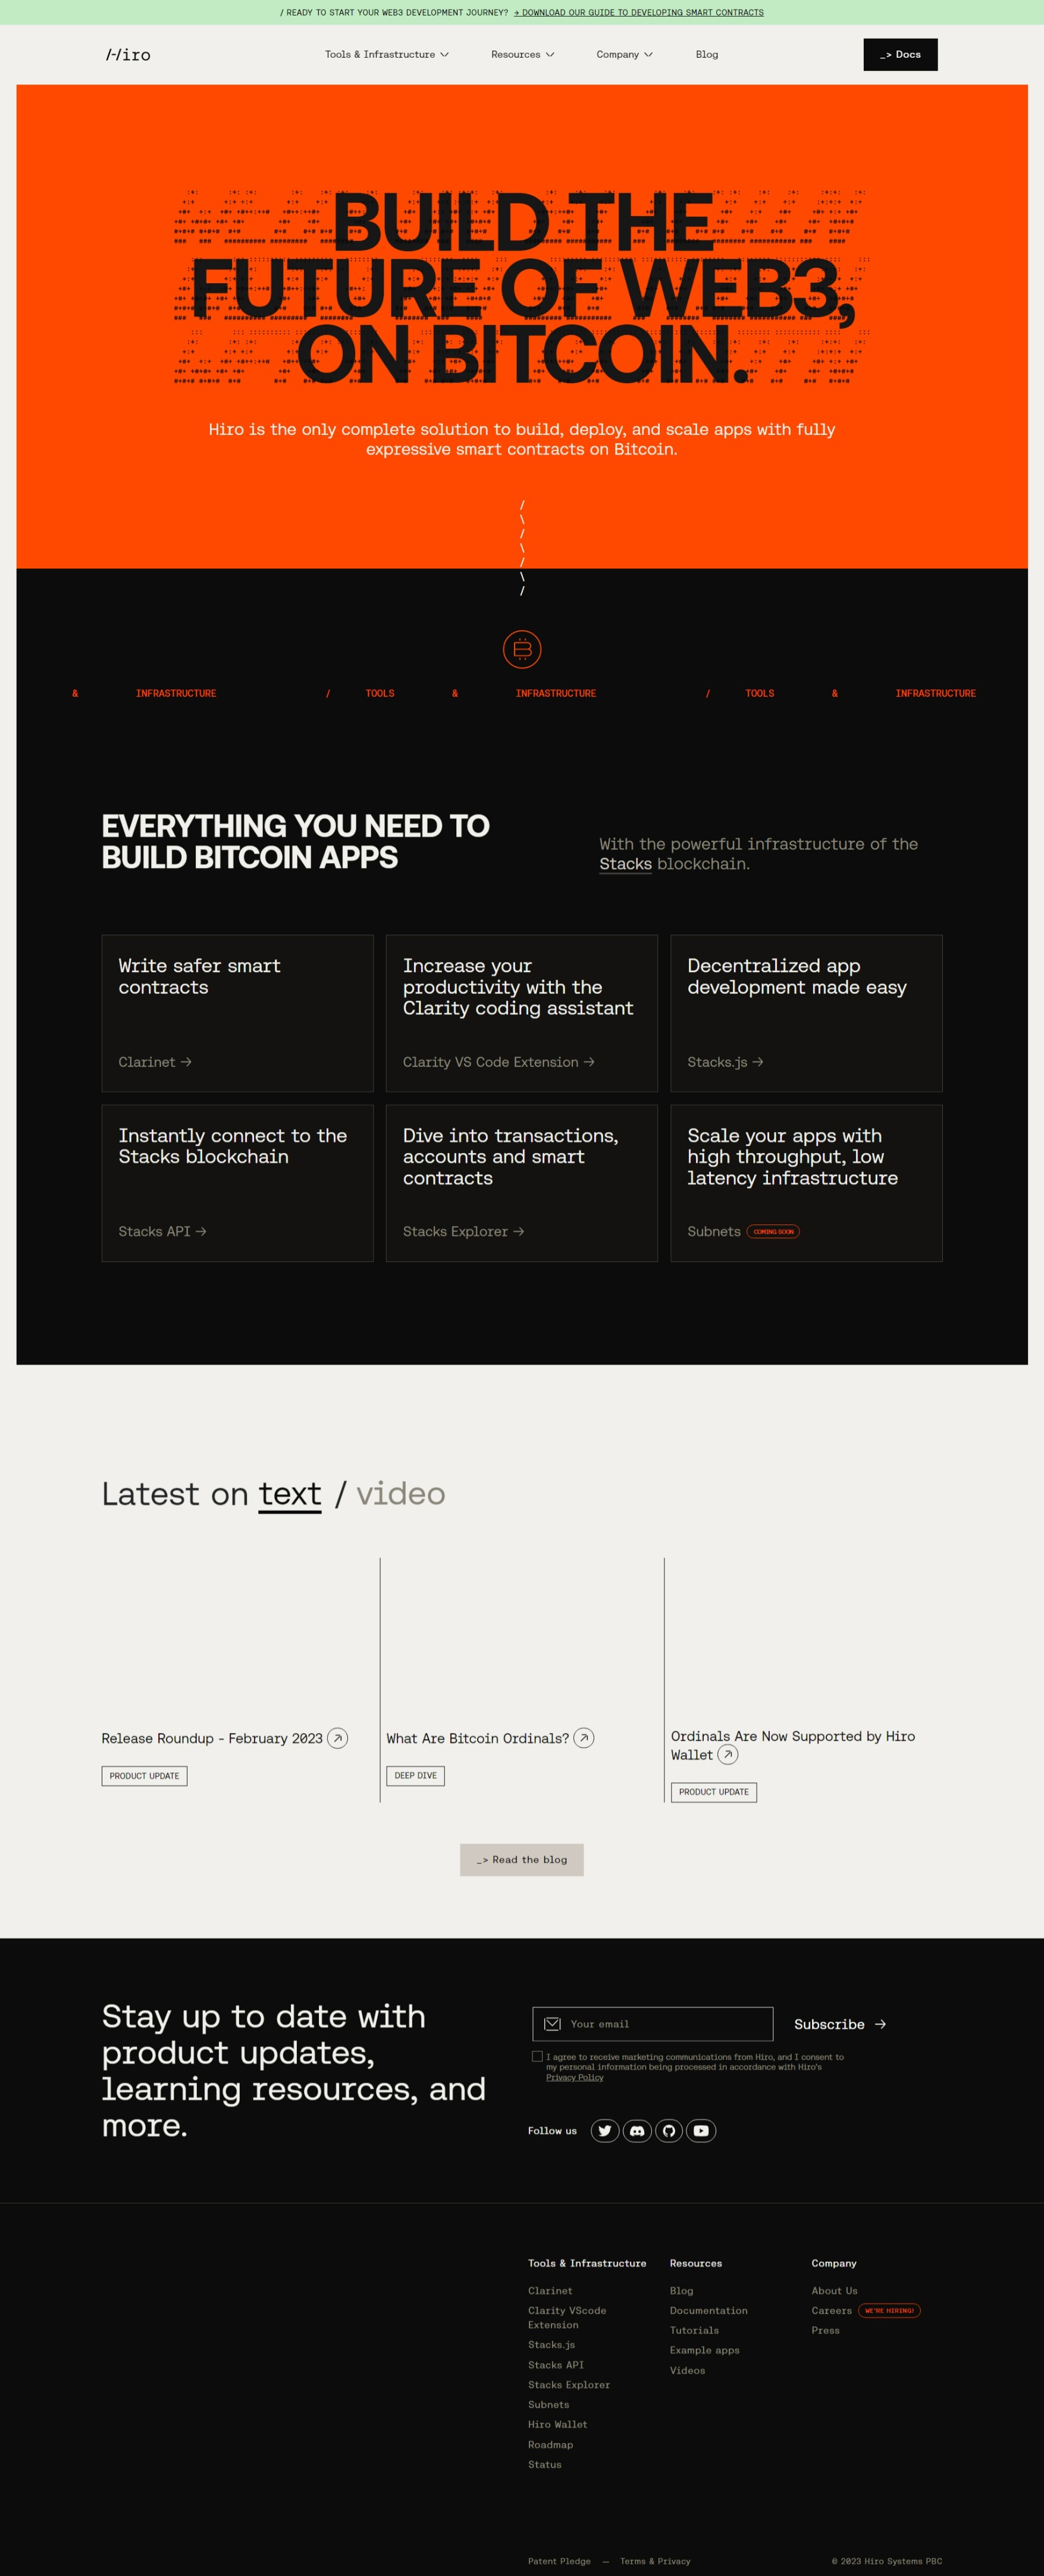 / READY TO START YOUR WEB3 DEVELOPMENT JOURNEY? → DOWNLOAD OUR GUIDE TO DEVELOPING SMART CONTRACTS
Hiro
Tools & Infrastructure
Resources
Company
Blog
_> Docs
BUILD THE
FUTURE OF WEB3,
ON BITCOIN.
Hiro is the only complete solution to build, deploy, and scale apps with fully
expressive smart contracts on Bitcoin.
/
\
/
\
/
\
/
& INFRASTRUCTURE / TOOLS & INFRASTRUCTURE / TOOLS & INFRASTRUCTURE
EVERYTHING YOU NEED TO
BUILD BITCOIN APPS
With the powerful infrastructure of the
Stacks blockchain.
Write safer smart
contracts
Clarinet →
Increase your
productivity with the
Clarity coding assistant
Clarity VS Code Extension →
Decentralized app
development made easy
Stacks.js →
Instantly connect to the
Stacks blockchain
Stacks API →
Dive into transactions,
accounts and smart
contracts
Stacks Explorer →
Scale your apps with
high throughput, low
latency infrastructure
Subnets COMING SOON
Latest on text / video
Release Roundup - February 2023
PRODUCT UPDATE
What Are Bitcoin Ordinals?
DEEP DIVE
Ordinals Are Now Supported by Hiro
Wallet
PRODUCT UPDATE
_> Read the blog
Stay up to date with
product updates,
learning resources, and
more.
Your email
Subscribe →
I agree to receive marketing communications from Hiro, and I consent to
my personal information being processed in accordance with Hiro's
Privacy Policy
Follow us
Tools & Infrastructure
Clarinet
Clarity VScode
Extension
Stacks.js
Stacks API
Stacks Explorer
Subnets
Hiro Wallet
Roadmap
Status
Resources
Blog
Documentation
Tutorials
Example apps
Videos
Company
About Us
Careers WE'RE HIRING!
Press
Patent Pledge — Terms & Privacy
© 2023 Hiro Systems PBC